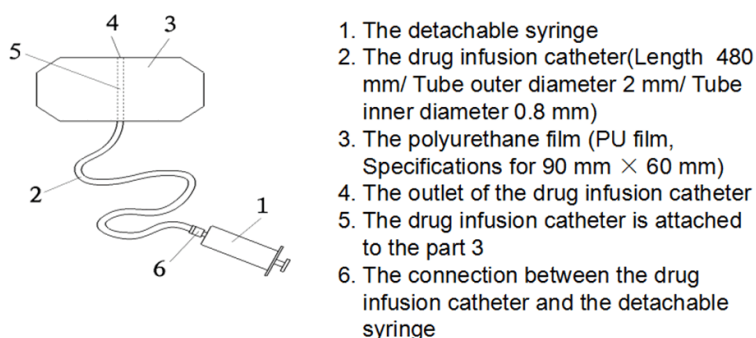 4
3
5
2
1
6
1. The detachable syringe
2. The drug infusion catheter(Length 480
mm/ Tube outer diameter 2 mm/ Tube
inner diameter 0.8 mm)
3. The polyurethane film (PU film,
Specifications for 90 mm × 60 mm)
4. The outlet of the drug infusion catheter
5. The drug infusion catheter is attached
to the part 3
6. The connection between the drug
infusion catheter and the detachable
syringe